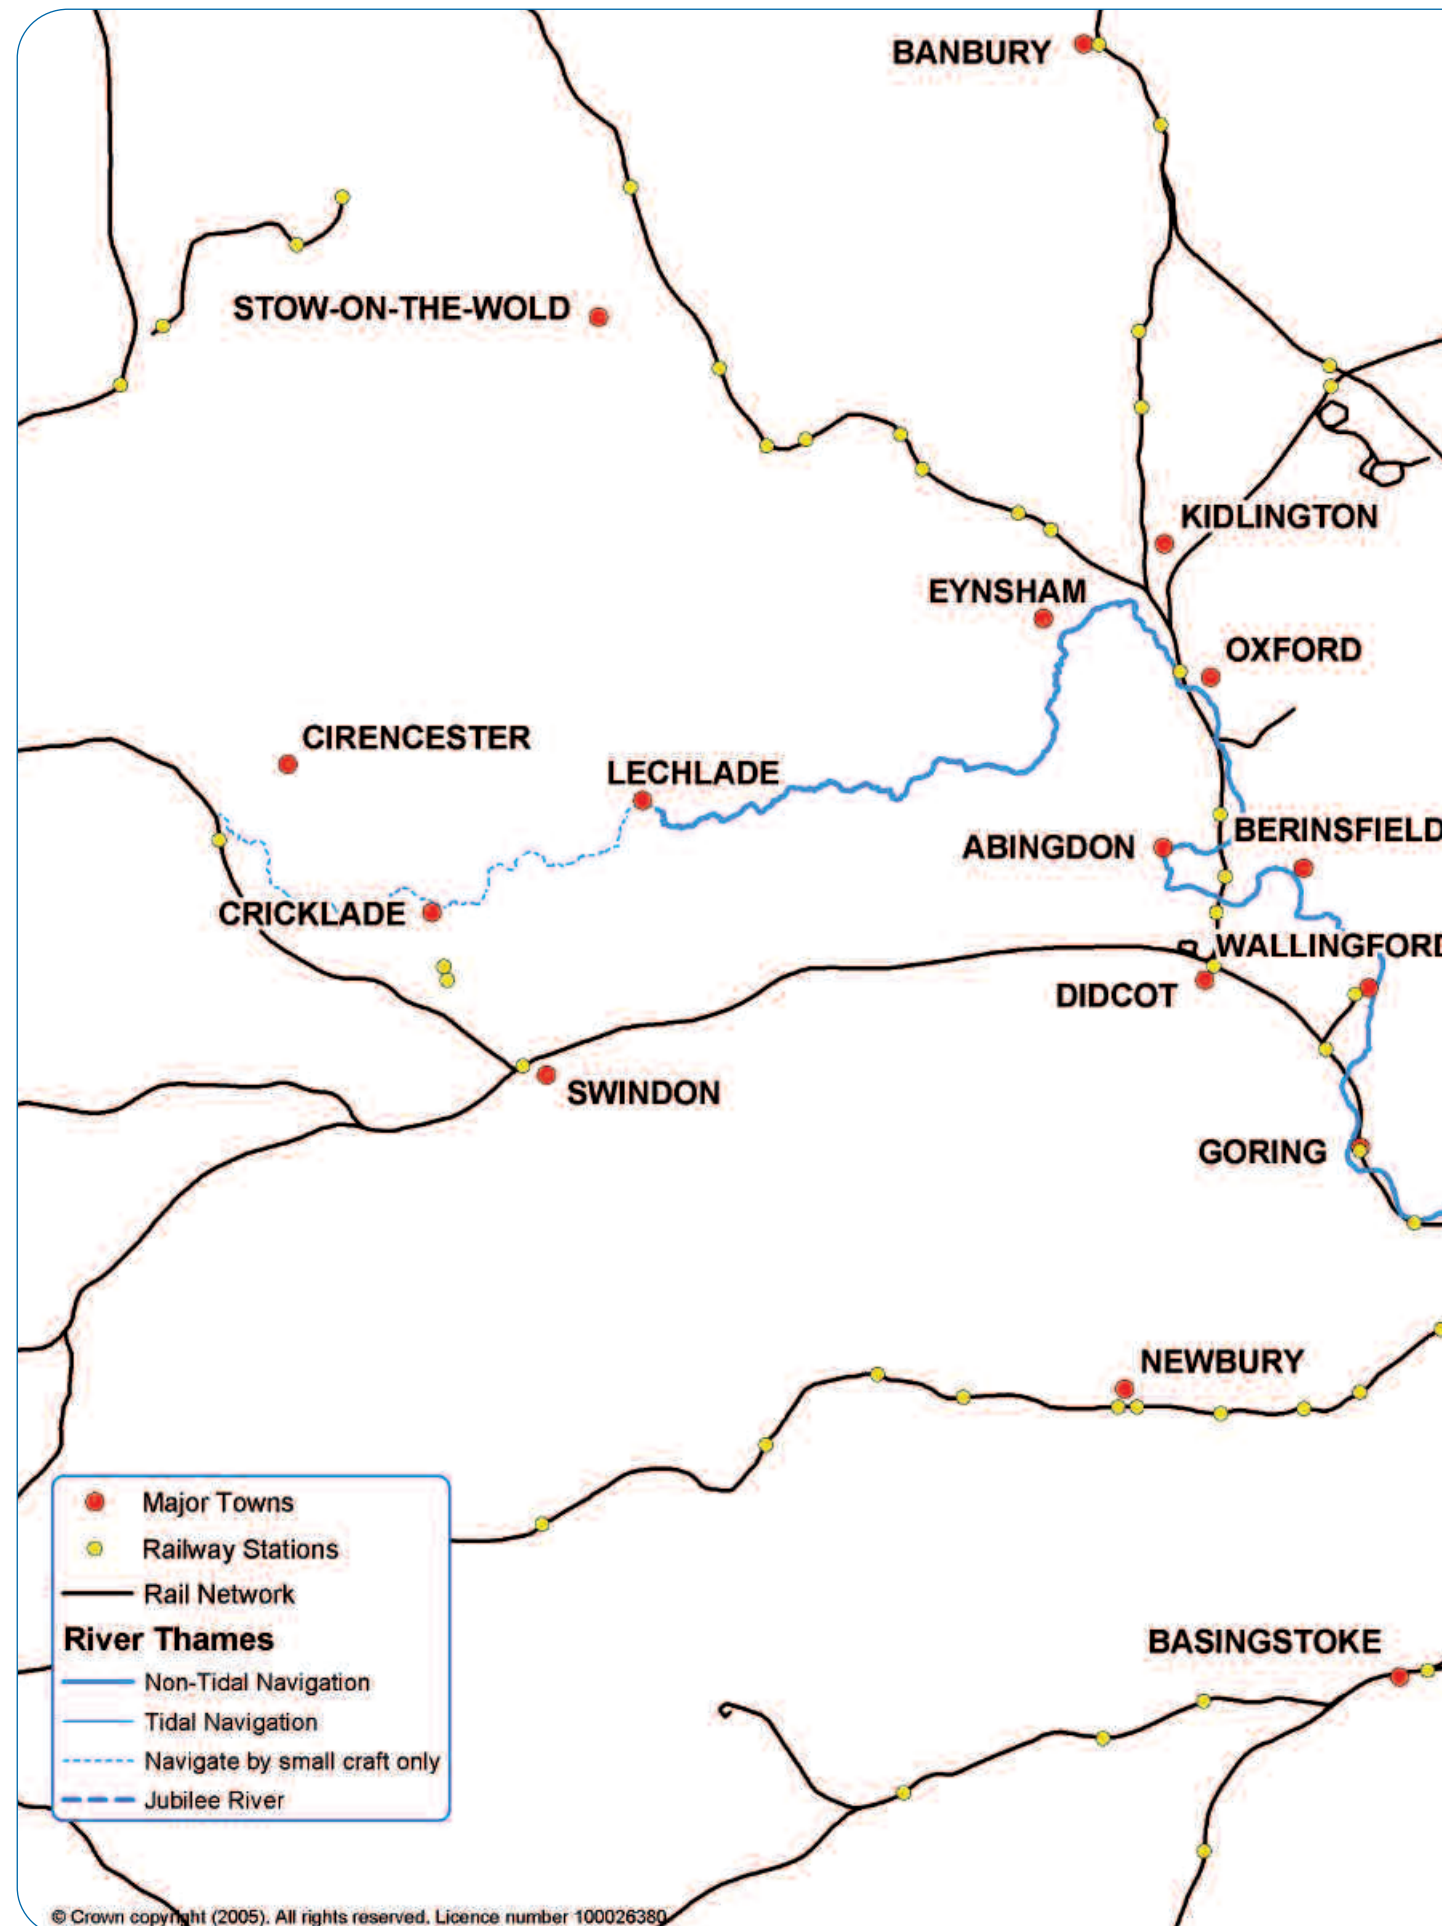 BANBURY
STOW-ON-THE-WOLD
KIDLINGTON
EYNSHAM
OXFORD
CIRENCESTER
LECHLADE
BERINSFIELD
ABINGDON
CRICKLADE
WALLINGFORD
DIDCOT
SWINDON
GORING
NEWBURY
Major Towns
Railway Stations
Rail Network
River Thames
Non-Tidal Navigation
Tidal Navigation
Navigate by small craft only
Jubilee River
BASINGSTOKE
© Crown copyright (2005). All rights reserved. Licence number 100026380